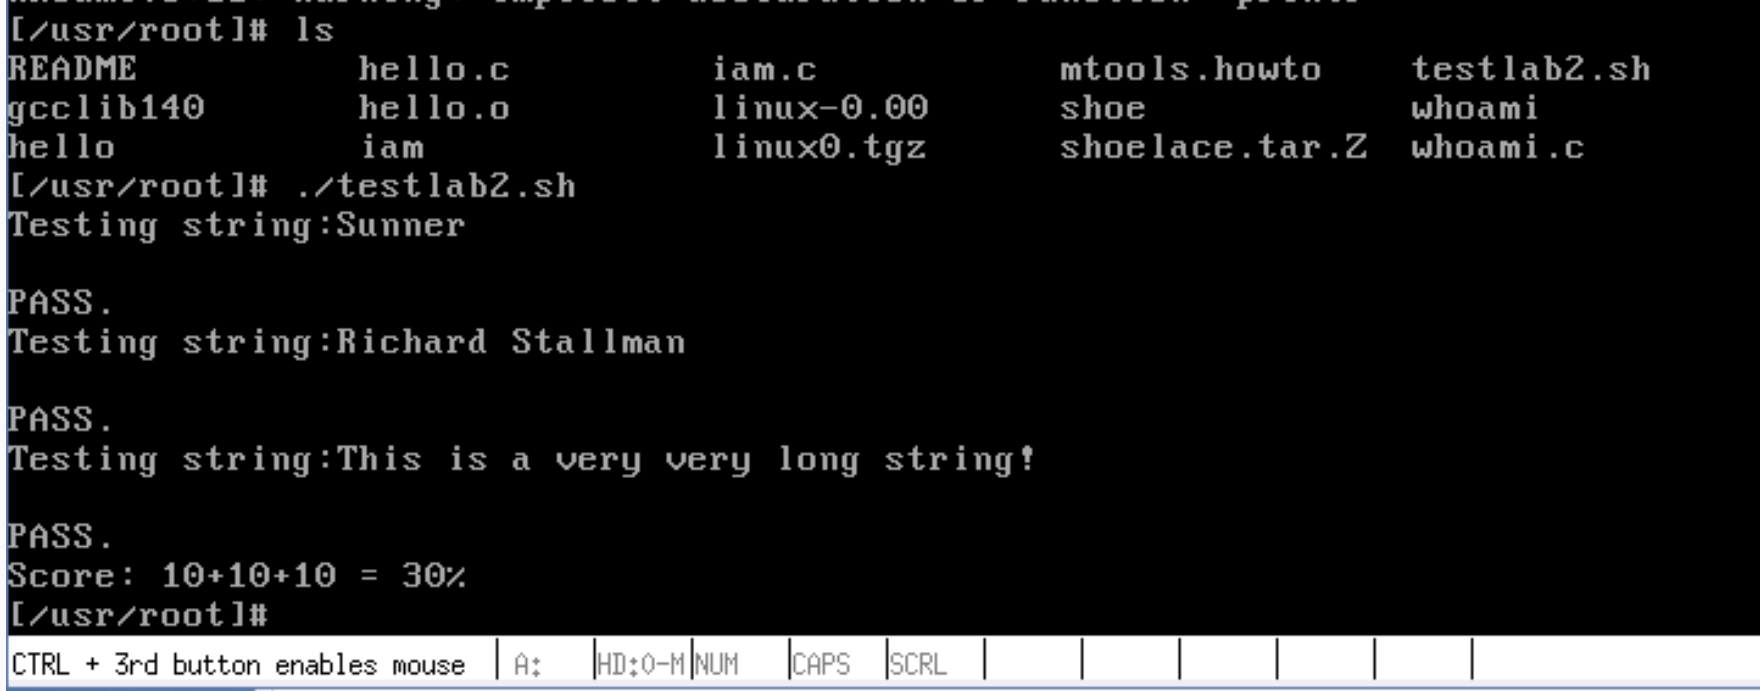 [/usr/root]# ls
README hello.c iam.c mtools.howto testlab2.sh
gcclib140 hello.o linux-0.00 shoe whoami
hello iam linux0.tgz shoelace.tar.Z whoami.c
[/usr/root]# ./testlab2.sh
Testing string:Sunner
PASS.
Testing string:Richard Stallman
PASS.
Testing string:This is a very very long string!
PASS.
Score: 10+10+10 = 30%
[/usr/root]#
CTRL + 3rd button enables mouse A: HD:0-M NUM CAPS SCRL